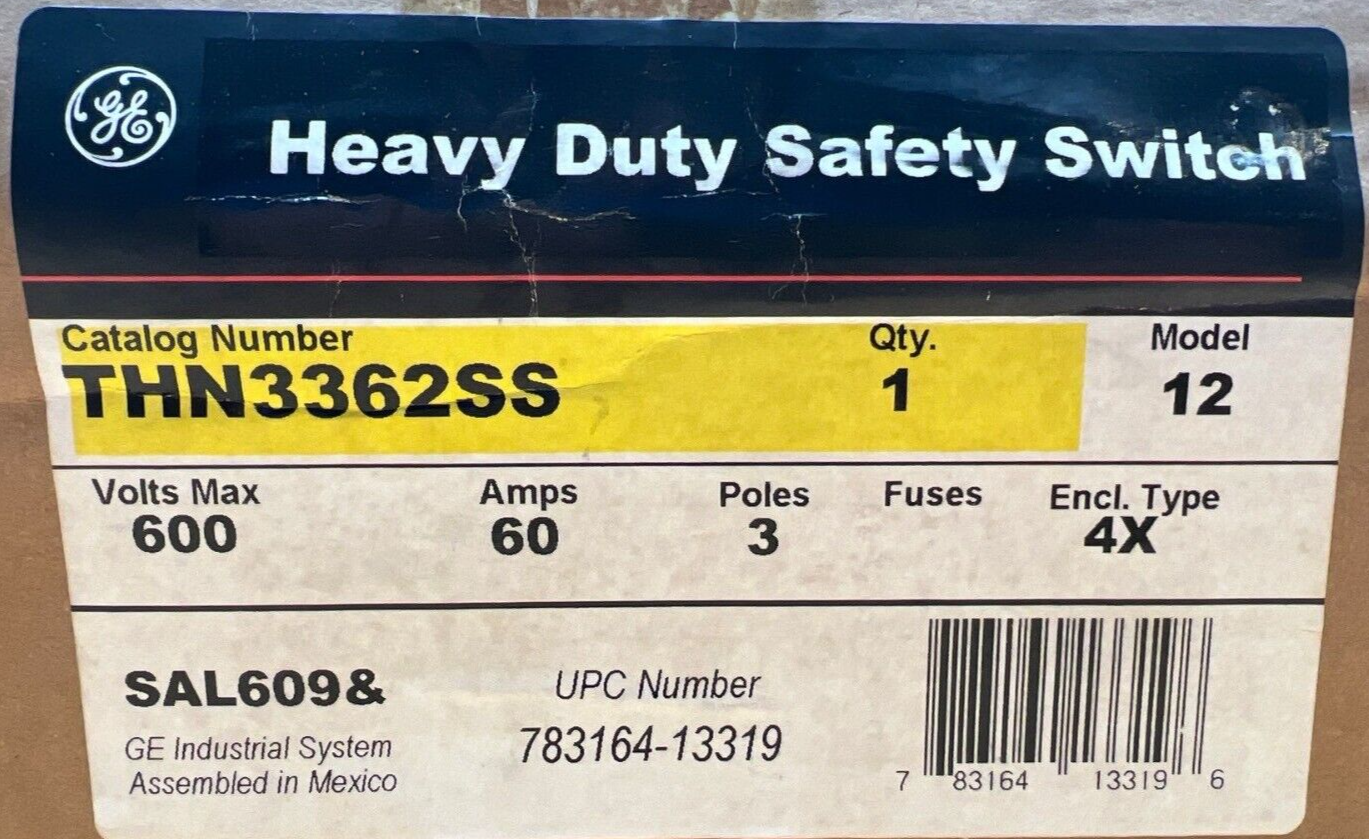 GE
Heavy Duty Safety Switch
Catalog Number Qty. Model
THN3362SS 1 12
Volts Max Amps Poles Fuses Encl. Type
600 60 3 4X
SAL609& UPC Number
GE Industrial System 783164-13319
Assembled in Mexico
7 83164 13319 6